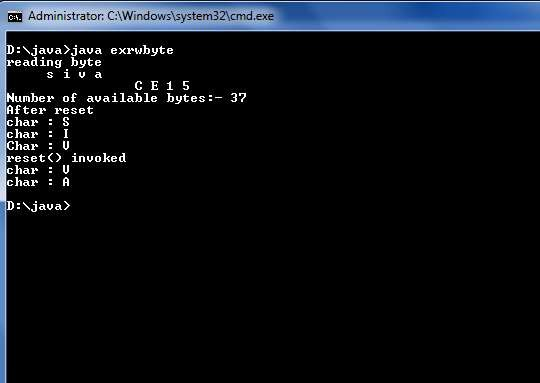 Administrator: C:\Windows\system32\cmd.exe
D:\java>java exrwbyte
reading byte
s i v a
C E 1 5
Number of available bytes:- 37
After reset
char : S
char : I
Char : V
reset() invoked
char : V
char : A
D:\java>